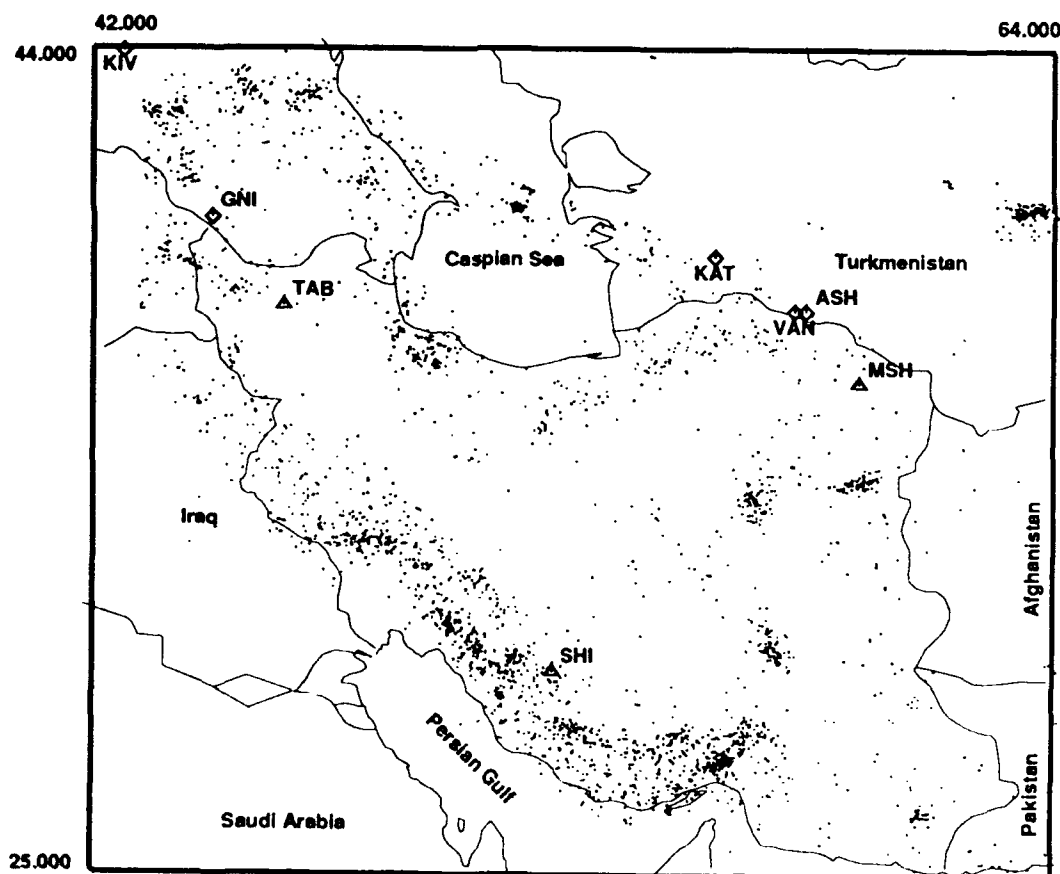 42.000
64.000
44.000
KIV
GNI
Caspian Sea
KAT
Turkmenistan
TAB
ASH
VAN
MSH
Iraq
Afghanistan
SHI
Persian Gulf
Saudi Arabia
Pakistan
25.000